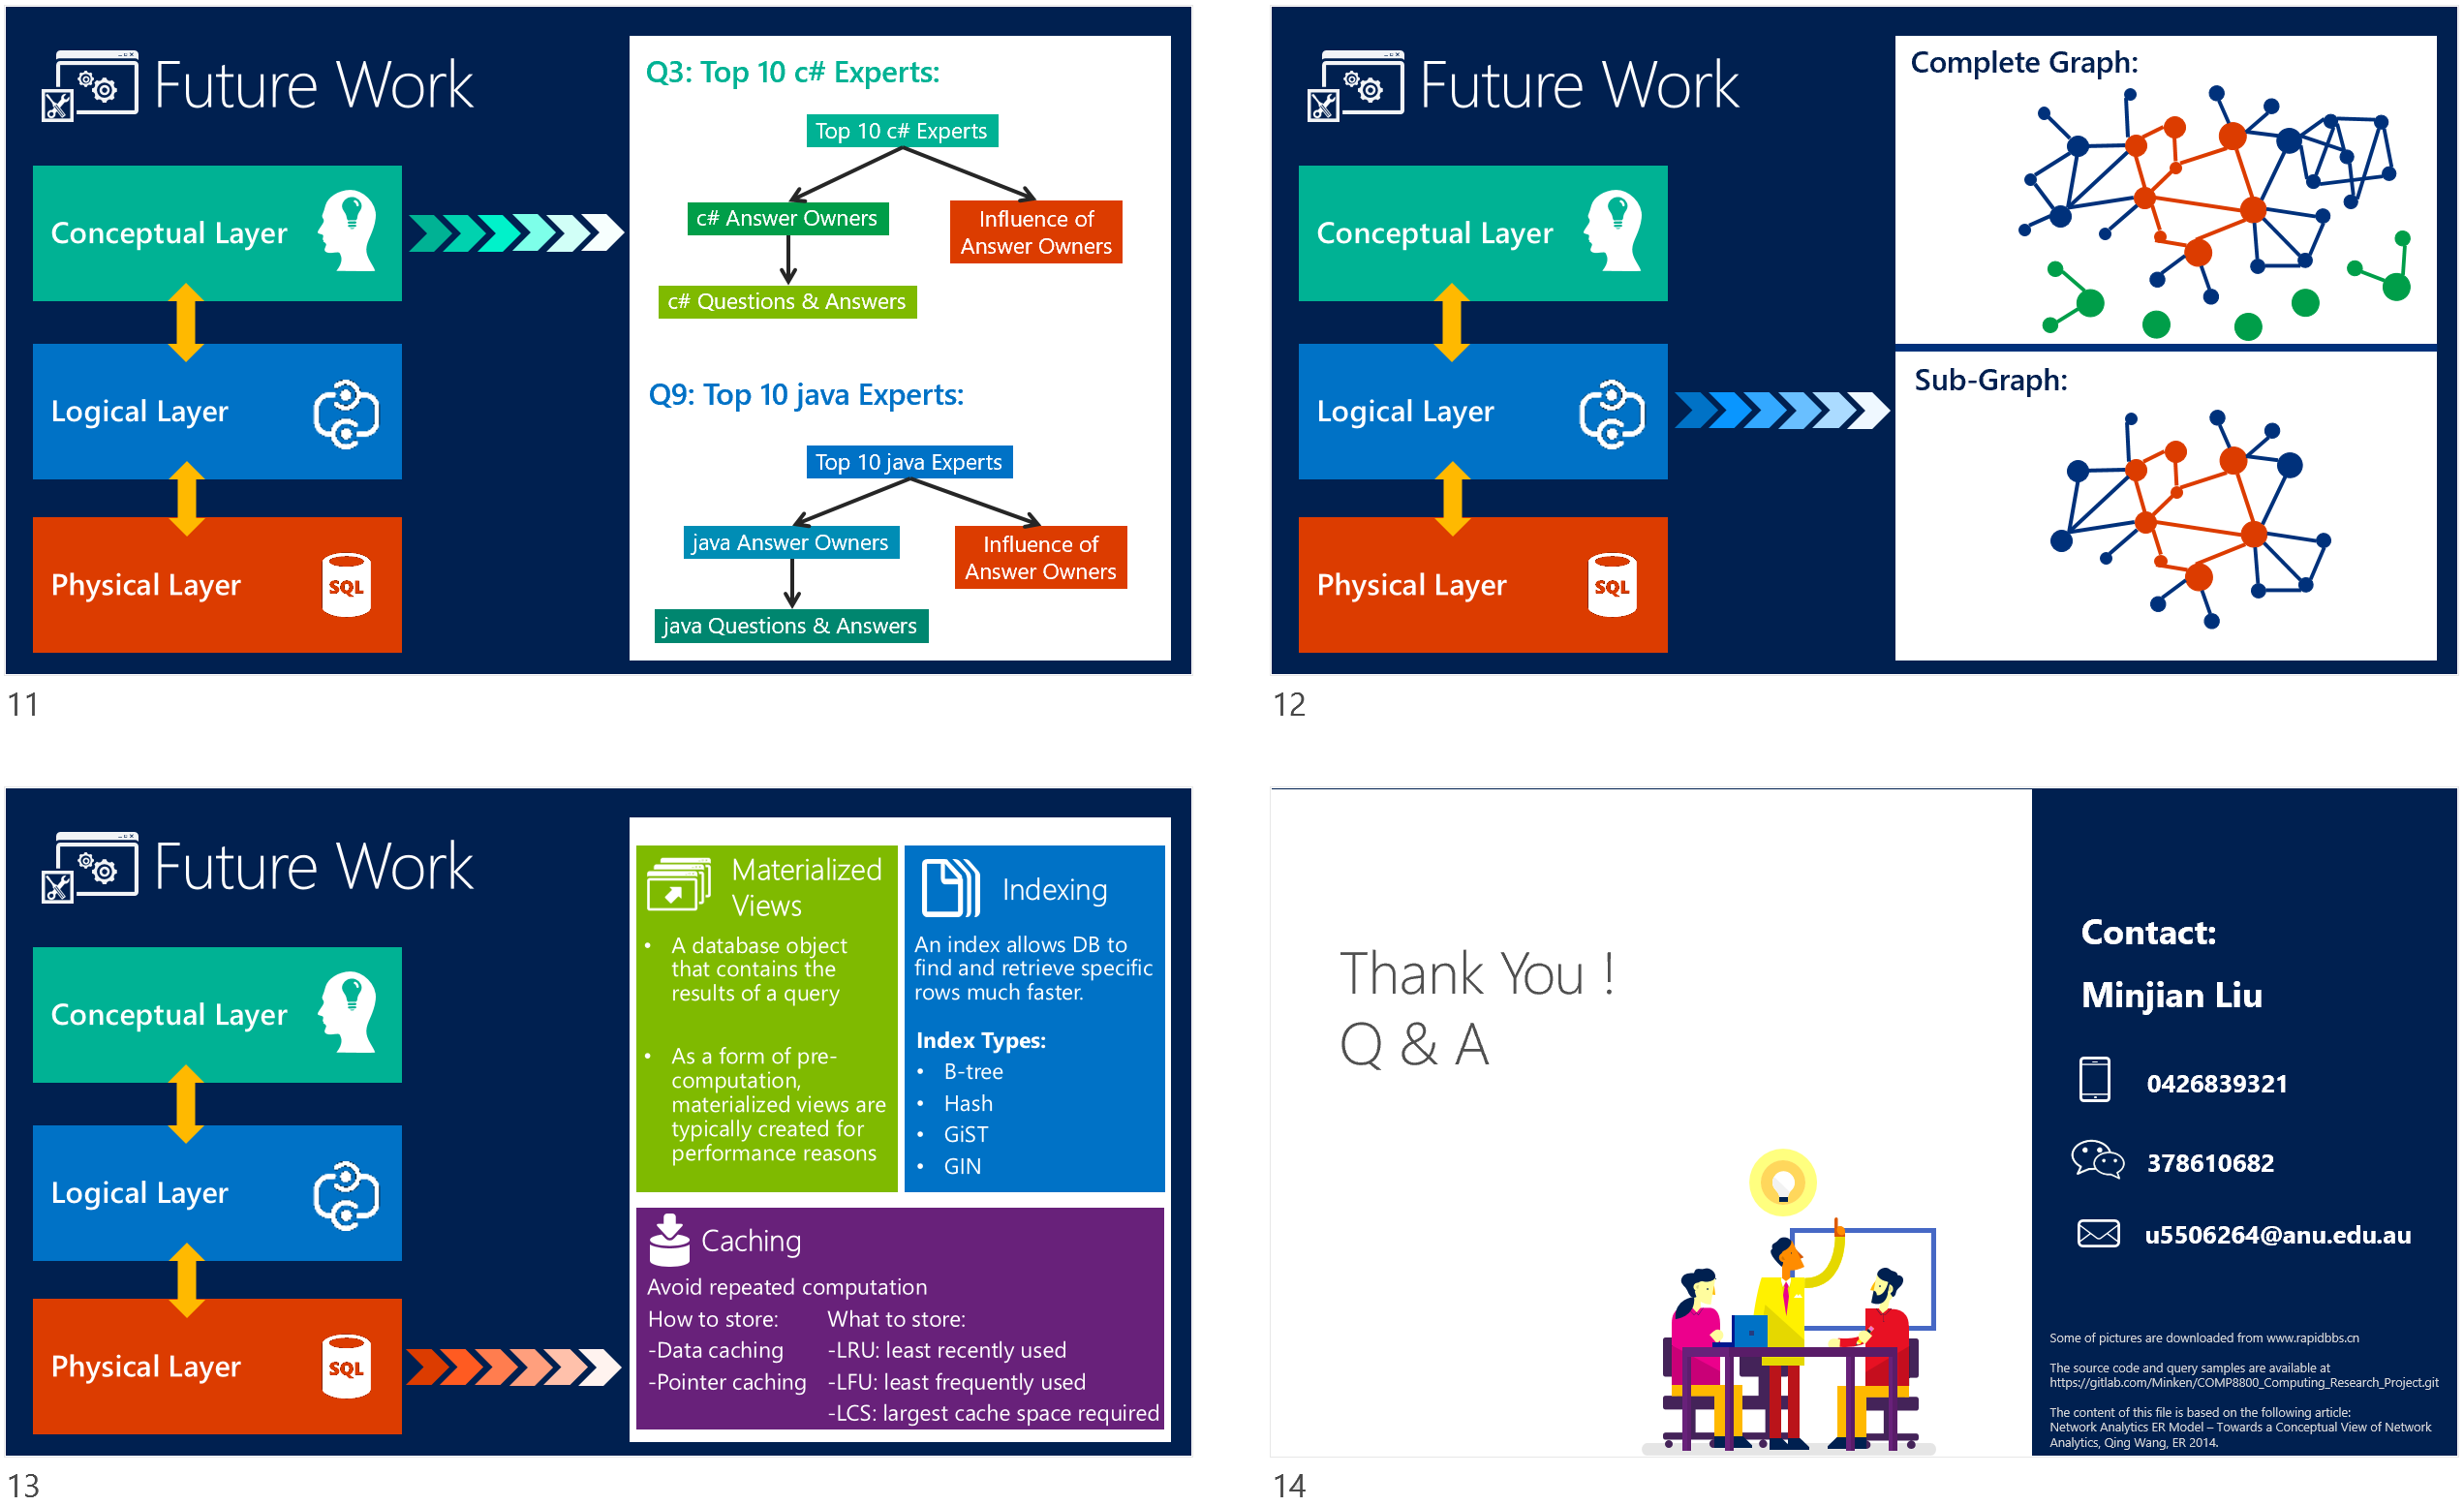 Future Work
Conceptual Layer
Logical Layer
Physical Layer
SQL
Q3: Top 10 c# Experts:
Top 10 c# Experts
c# Answer Owners
Influence of
Answer Owners
c# Questions & Answers
Q9: Top 10 java Experts:
Top 10 java Experts
java Answer Owners
Influence of
Answer Owners
java Questions & Answers
11
Future Work
Conceptual Layer
Logical Layer
Physical Layer
SQL
Complete Graph:
Sub-Graph:
12
Future Work
Conceptual Layer
Logical Layer
Physical Layer
SQL
Materialized
Views
• A database object
that contains the
results of a query
• As a form of pre-
computation,
materialized views are
typically created for
performance reasons
Indexing
An index allows DB to
find and retrieve specific
rows much faster.
Index Types:
• B-tree
• Hash
• GiST
• GIN
Caching
Avoid repeated computation
How to store:
-Data caching
-Pointer caching
What to store:
-LRU: least recently used
-LFU: least frequently used
-LCS: largest cache space required
13
Thank You !
Q & A
Contact:
Minjian Liu
0426839321
378610682
u5506264@anu.edu.au
Some of pictures are downloaded from www.rapidbbs.cn
The source code and query samples are available at
https://gitlab.com/Minken/COMP8800_Computing_Research_Project.git
The content of this file is based on the following article:
Network Analytics ER Model – Towards a Conceptual View of Network
Analytics, Qing Wang, ER 2014.
14